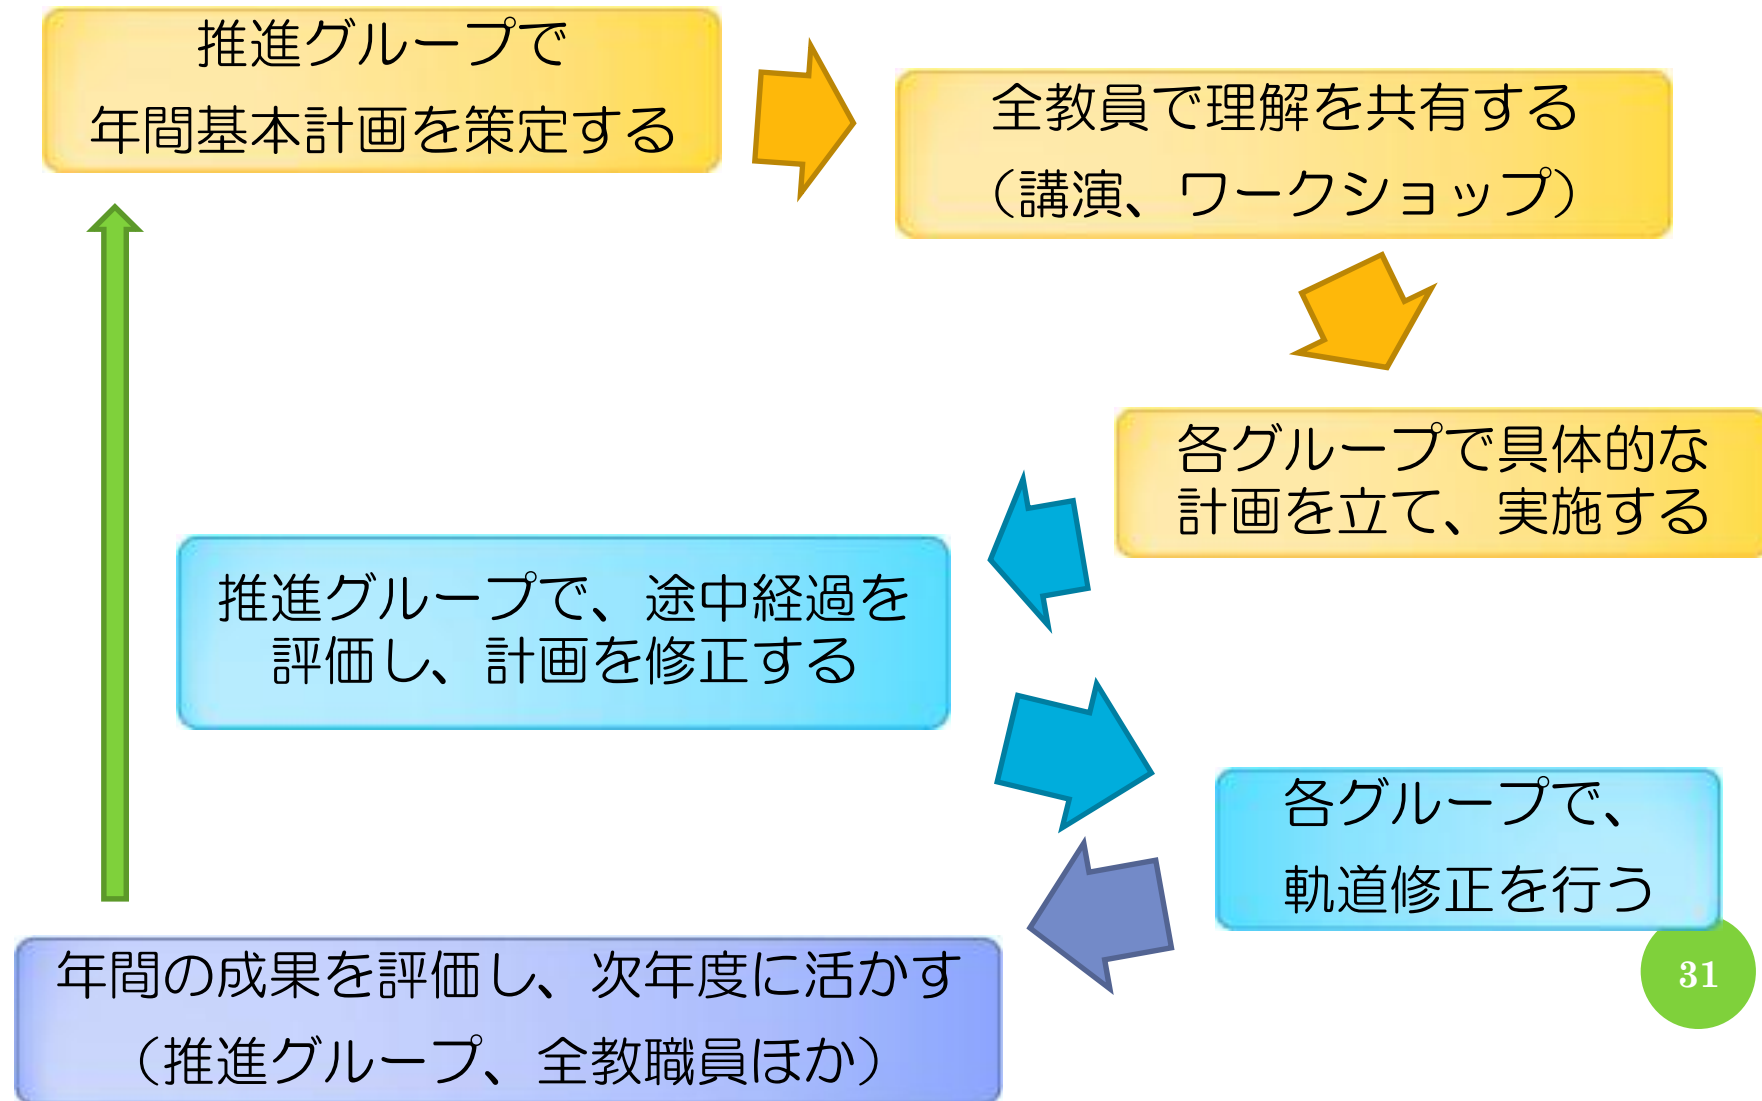 推進グループで
年間基本計画を策定する
全教員で理解を共有する
（講演、ワークショップ）
各グループで具体的な
計画を立て、実施する
推進グループで、途中経過を
評価し、計画を修正する
各グループで、
軌道修正を行う
年間の成果を評価し、次年度に活かす
（推進グループ、全教職員ほか）
31